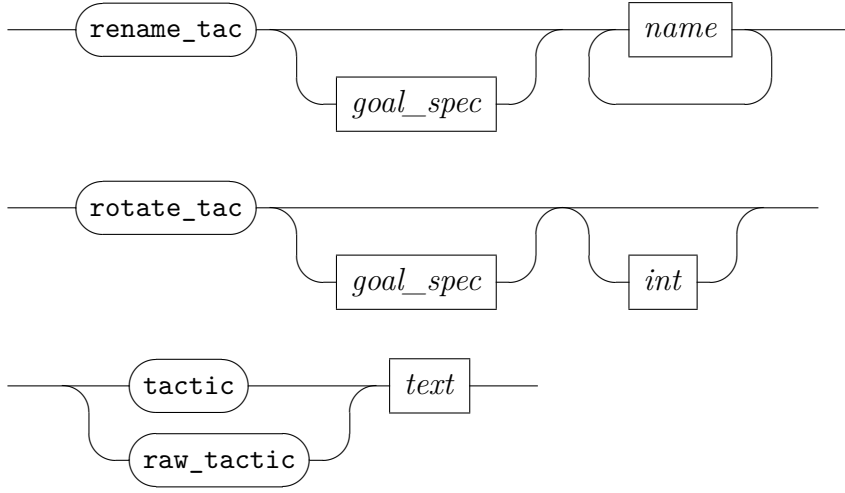 rename_tac name
goal_spec
rotate_tac
goal_spec int
tactic text
raw_tactic